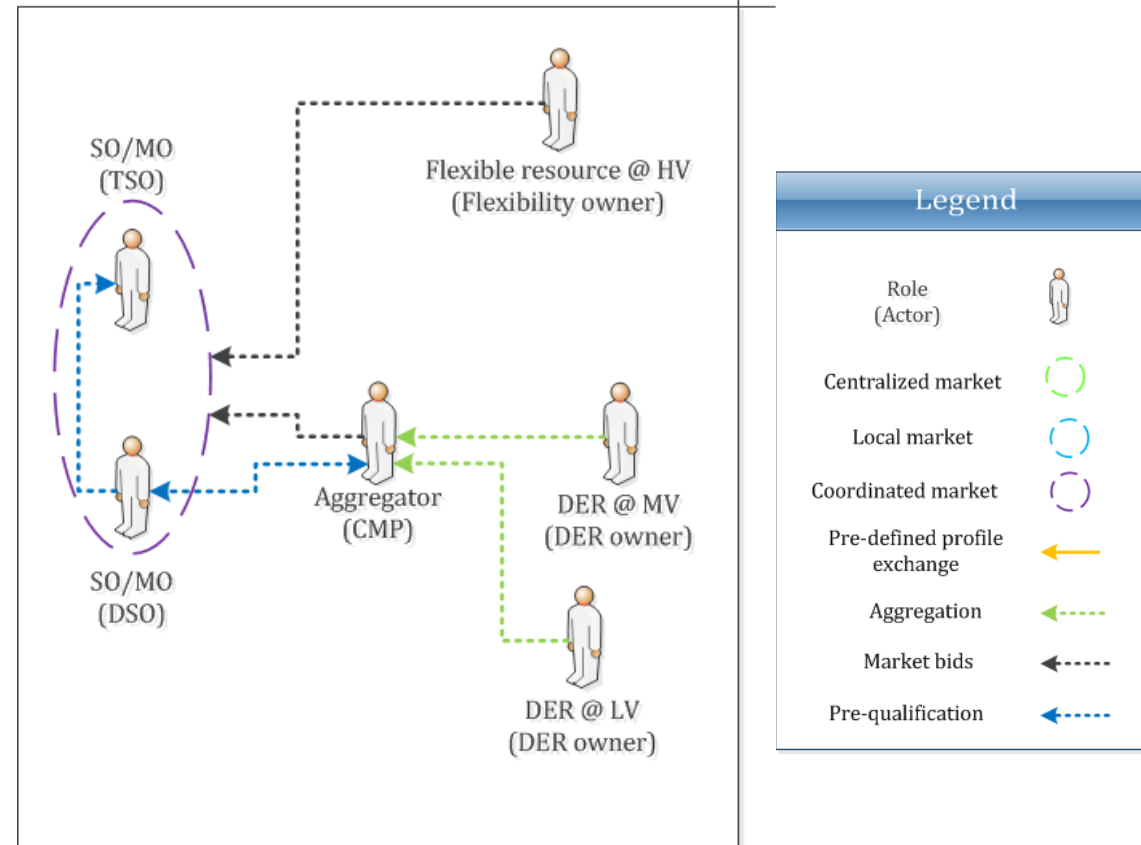 SO/MO
(TSO)
Flexible resource @ HV
(Flexibility owner)
Aggregator
(CMP)
DER @ MV
(DER owner)
SO/MO
(DSO)
DER @ LV
(DER owner)
Legend
Role
(Actor)
Centralized market
Local market
Coordinated market
Pre-defined profile
exchange
Aggregation
Market bids
Pre-qualification